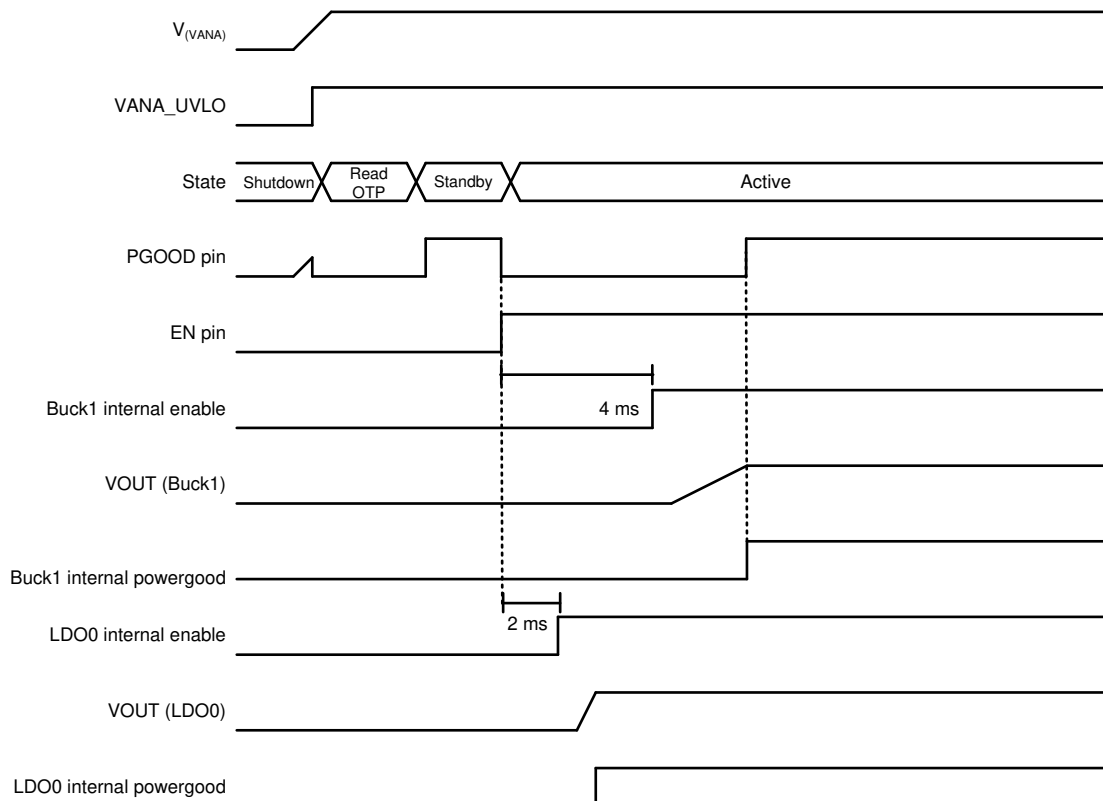 V(VANA)
VANA_UVLO
State
Shutdown
Read
OTP
Standby
Active
PGOOD pin
EN pin
Buck1 internal enable
4 ms
VOUT (Buck1)
Buck1 internal powergood
2 ms
LDO0 internal enable
VOUT (LDO0)
LDO0 internal powergood